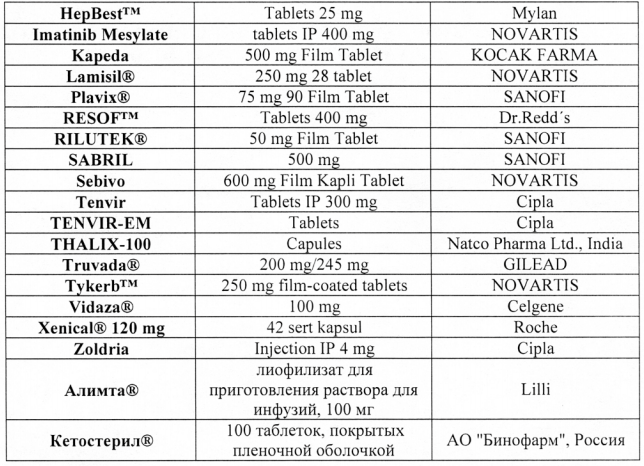 HepBest™ Tablets 25 mg Mylan
Imatinib Mesylate tablets IP 400 mg NOVARTIS
Kapeda 500 mg Film Tablet KOCAK FARMA
Lamisil® 250 mg 28 tablet NOVARTIS
Plavix® 75 mg 90 Film Tablet SANOFI
RESOF™ Tablets 400 mg Dr.Redd´s
RILUTEK® 50 mg Film Tablet SANOFI
SABRIL 500 mg SANOFI
Sebivo 600 mg Film Kapli Tablet NOVARTIS
Tenvir Tablets IP 300 mg Cipla
TENVIR-EM Tablets Cipla
THALIX-100 Capules Natco Pharma Ltd., India
Truvada® 200 mg/245 mg GILEAD
Tykerb™ 250 mg film-coated tablets NOVARTIS
Vidaza® 100 mg Celgene
Xenical® 120 mg 42 sert kapsul Roche
Zoldria Injection IP 4 mg Cipla
лиофилизат для
Алимта® приготовления раствора для Lilli
инфузий, 100 мг
Кетостерил® 100 таблеток, покрытых АО "Бинофарм", Россия
пленочной оболочкой